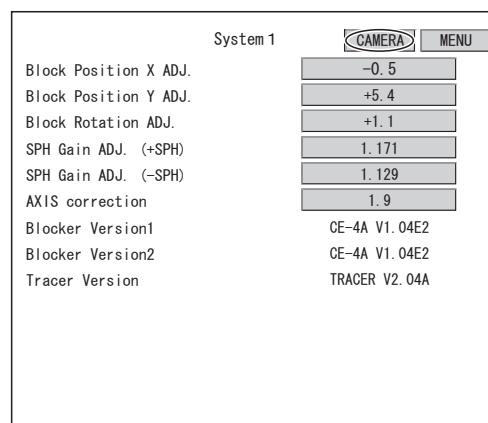 System 1 CAMERA MENU
Block Position X ADJ. -0.5
Block Position Y ADJ. +5.4
Block Rotation ADJ. +1.1
SPH Gain ADJ. (+SPH) 1.171
SPH Gain ADJ. (-SPH) 1.129
AXIS correction 1.9
Blocker Version1 CE-4A V1.04E2
Blocker Version2 CE-4A V1.04E2
Tracer Version TRACER V2.04A